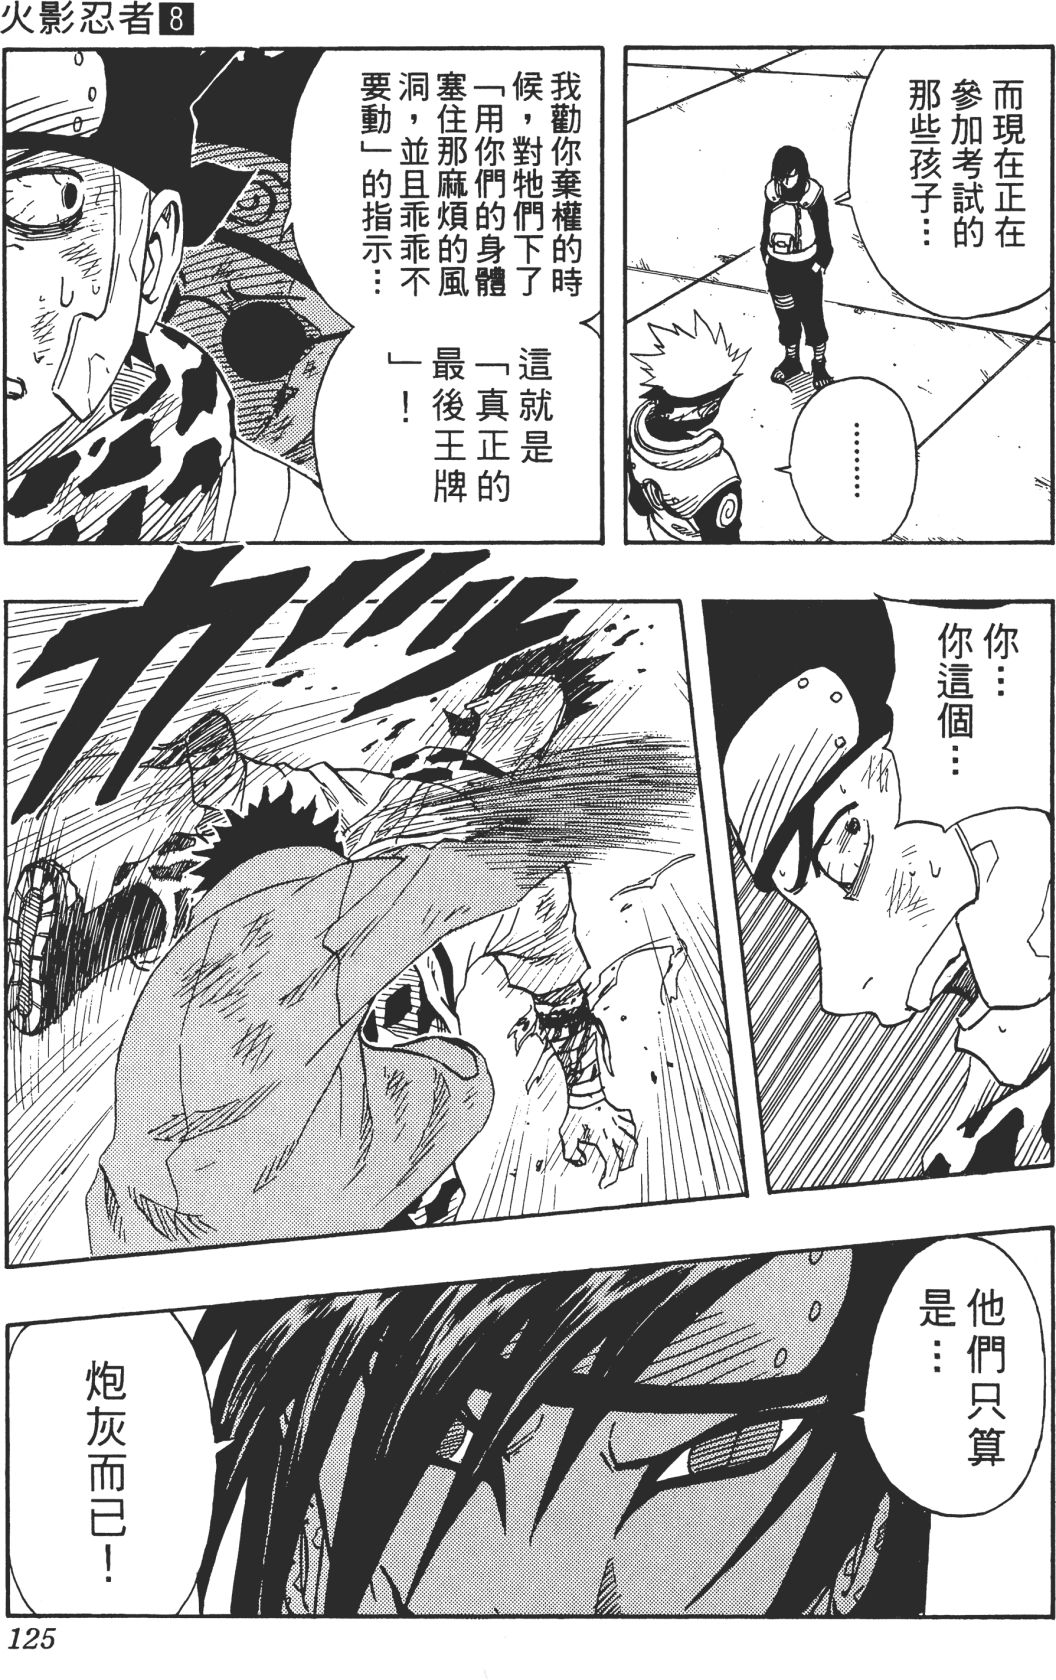 火影忍者8
而現在正在
參加考試的
那些孩子…
………
我勸你棄權的時
候，對牠們下了
「用你們的身體
塞住那麻煩的風
洞，並且乖乖不
要動」的指示…
這就是
「真正的
最後王牌
」！
你…
你這個…
ガッ
他們只算
是…
炮灰而已！
125